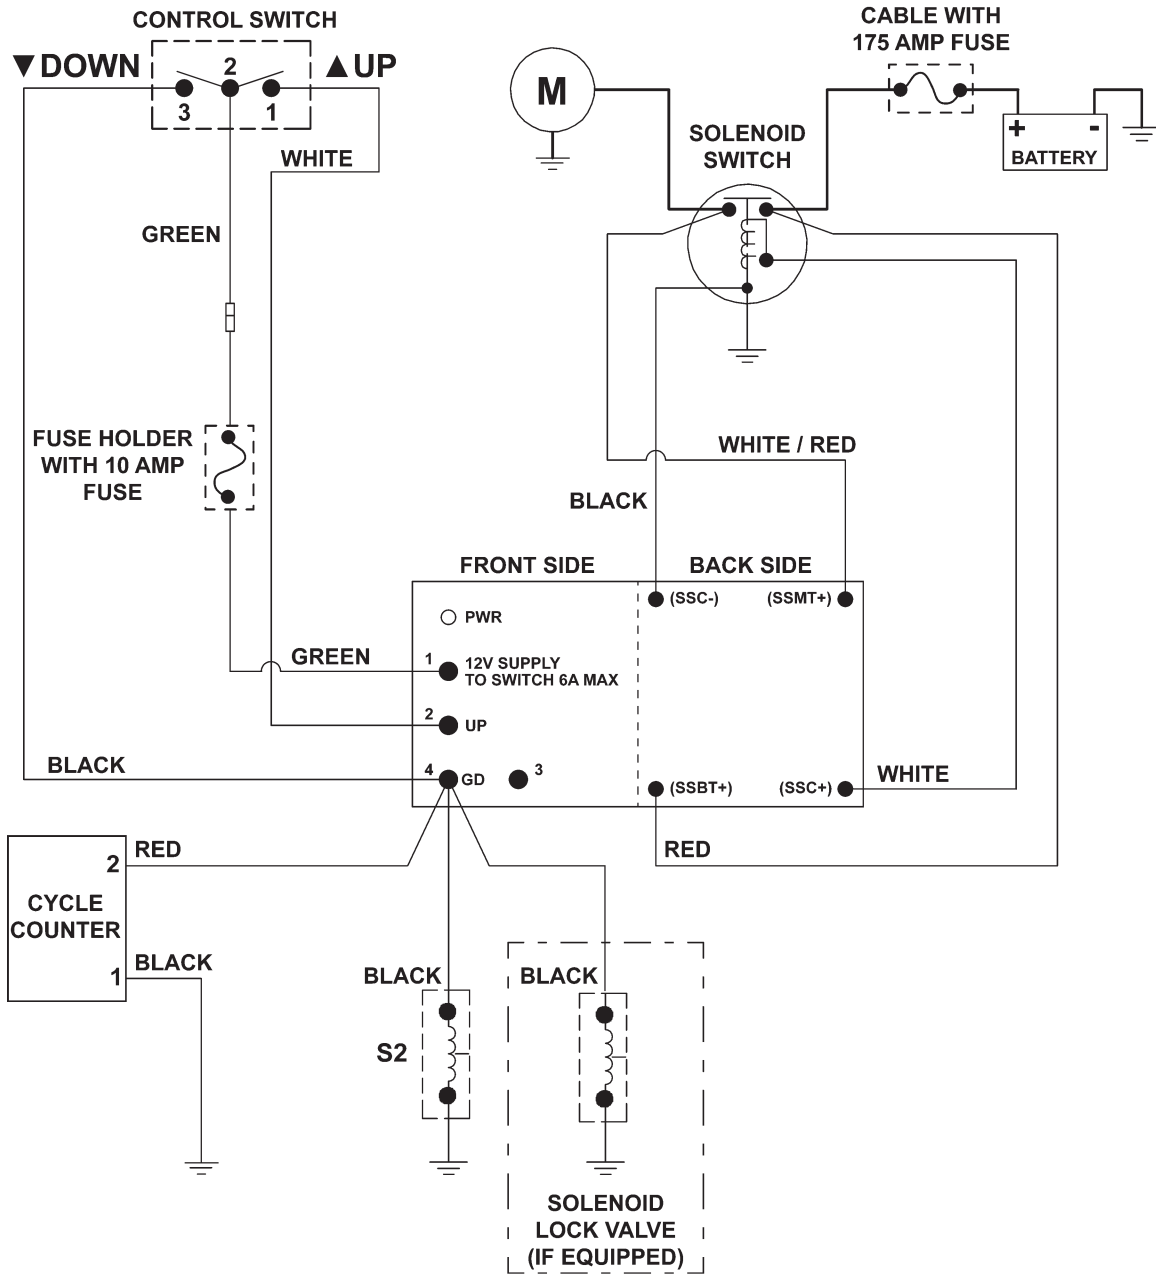 CONTROL SWITCH
▼DOWN
2
▲UP
3
1
WHITE
GREEN
CABLE WITH
175 AMP FUSE
M
SOLENOID
SWITCH
+
-
BATTERY
FUSE HOLDER
WITH 10 AMP
FUSE
WHITE / RED
BLACK
FRONT SIDE
BACK SIDE
PWR
(SSC-)
(SSMT+)
GREEN
1
12V SUPPLY
TO SWITCH 6A MAX
2
UP
BLACK
4
GD
3
(SSBT+)
(SSC+)
WHITE
RED
2
RED
CYCLE
COUNTER
1
BLACK
BLACK
S2
BLACK
SOLENOID
LOCK VALVE
(IF EQUIPPED)